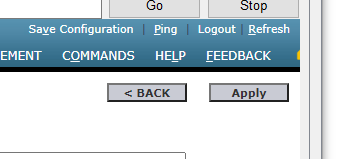 Go Stop
Save Configuration | Ping | Logout | Refresh
EMENT COMMANDS HELP FEEDBACK
< BACK Apply